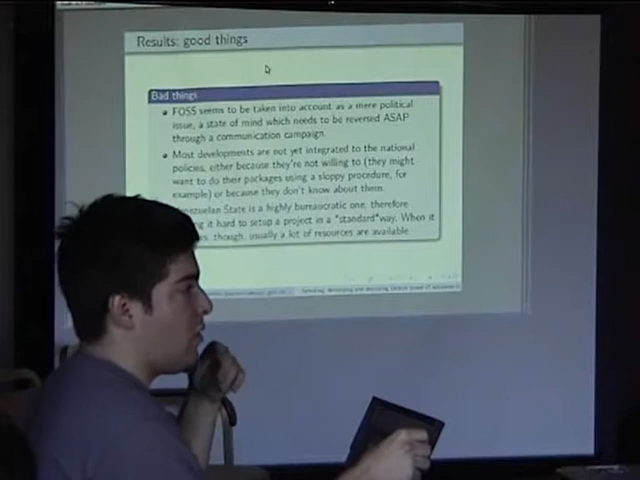 Results: good things
Bad things
FOSS seems to be taken into account as a mere political
issue, a state of mind which needs to be reversed ASAP
through a communication campaign.
Most developments are not yet integrated to the national
policies, either because they're not willing to (they might
want to do their packages using a sloppy procedure, for
example) or because they don't know about them.
Venezuelan State is a highly bureaucratic one, therefore
it hard to setup a project in a "standard" way. When it
though, usually a lot of resources are available